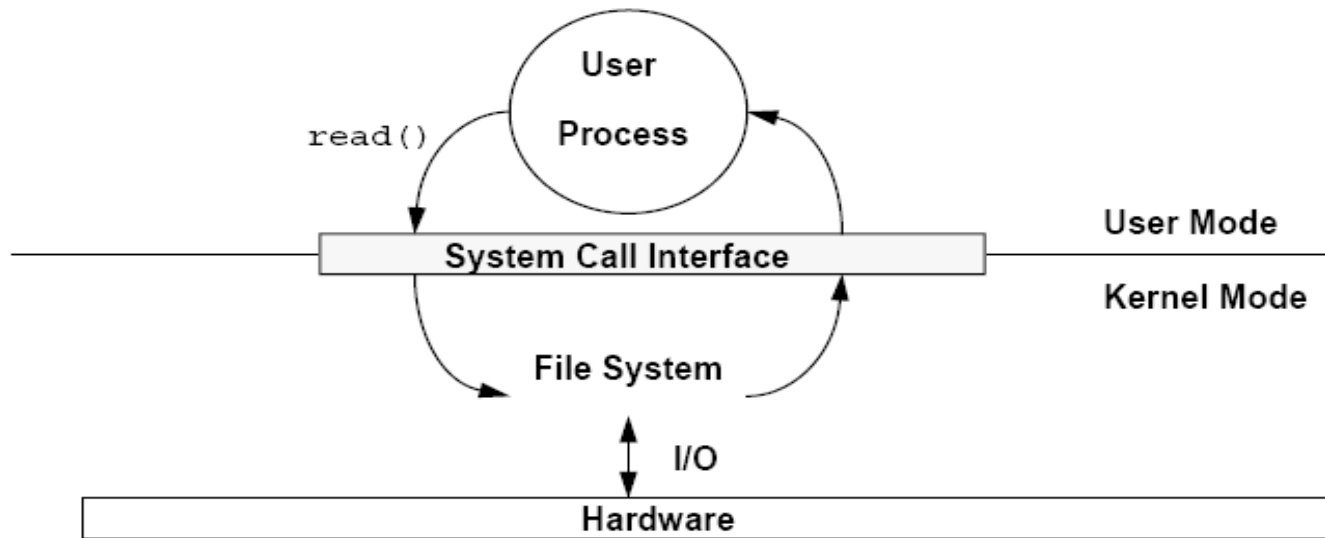 User
Process
read()
User Mode
System Call Interface
Kernel Mode
File System
I/O
Hardware